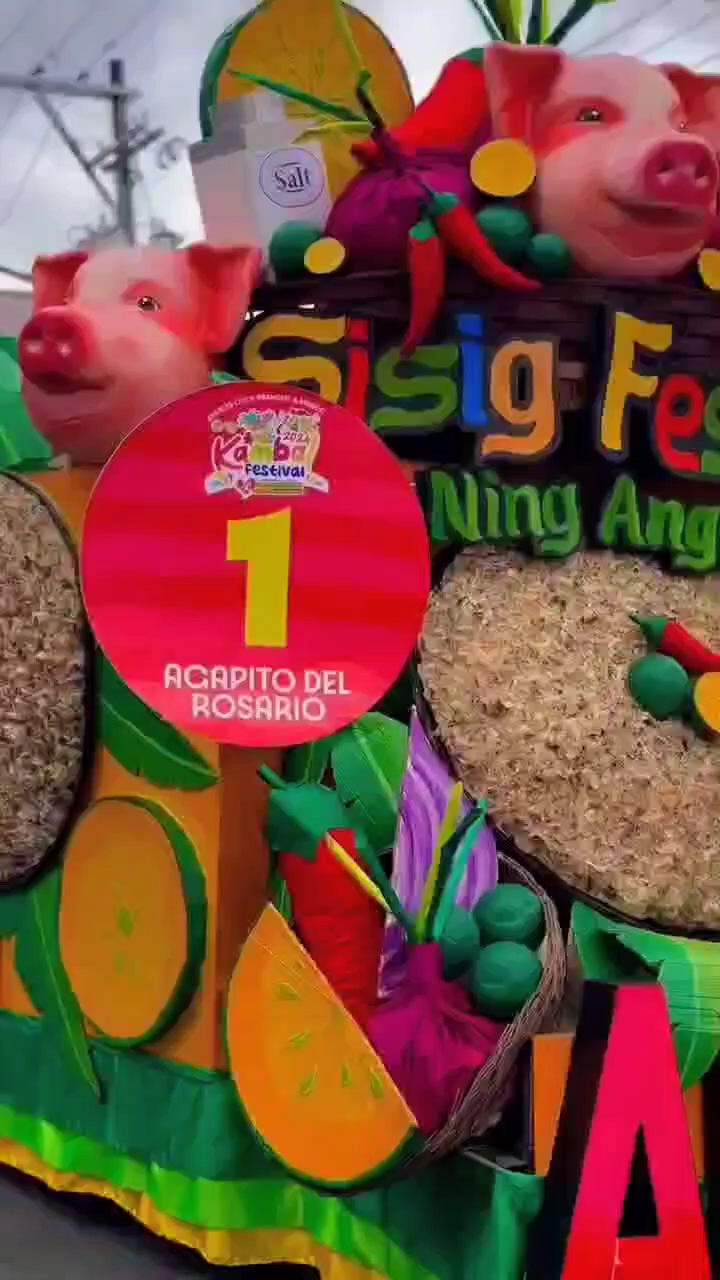 Salt
Sisig Fes
Ning Ang
Kamba
festival
1
AGAPITO DEL
ROSARIO
A